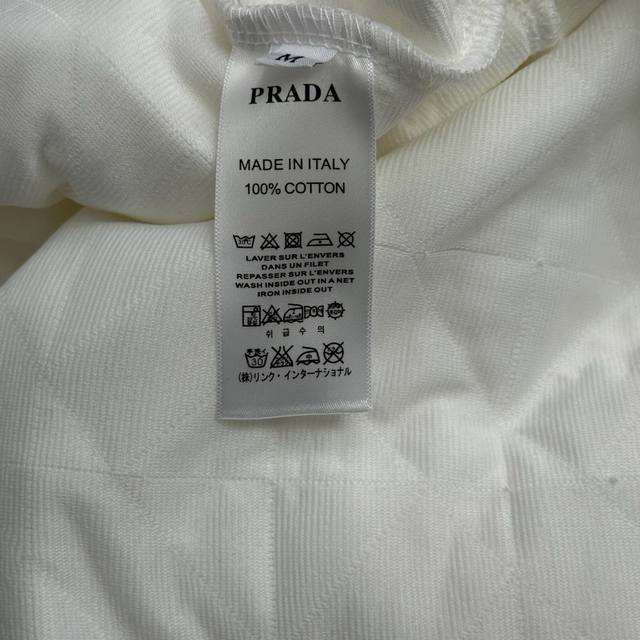 M
PRADA
MADE IN ITALY
100% COTTON
LAVER SUR L'ENVERS
DANS UN FILET
REPASSER SUR L'ENVERS
WASH INSIDE OUT IN A NET
IRON INSIDE OUT
취 급 수 의
30
(株)リンク・インターナショナル